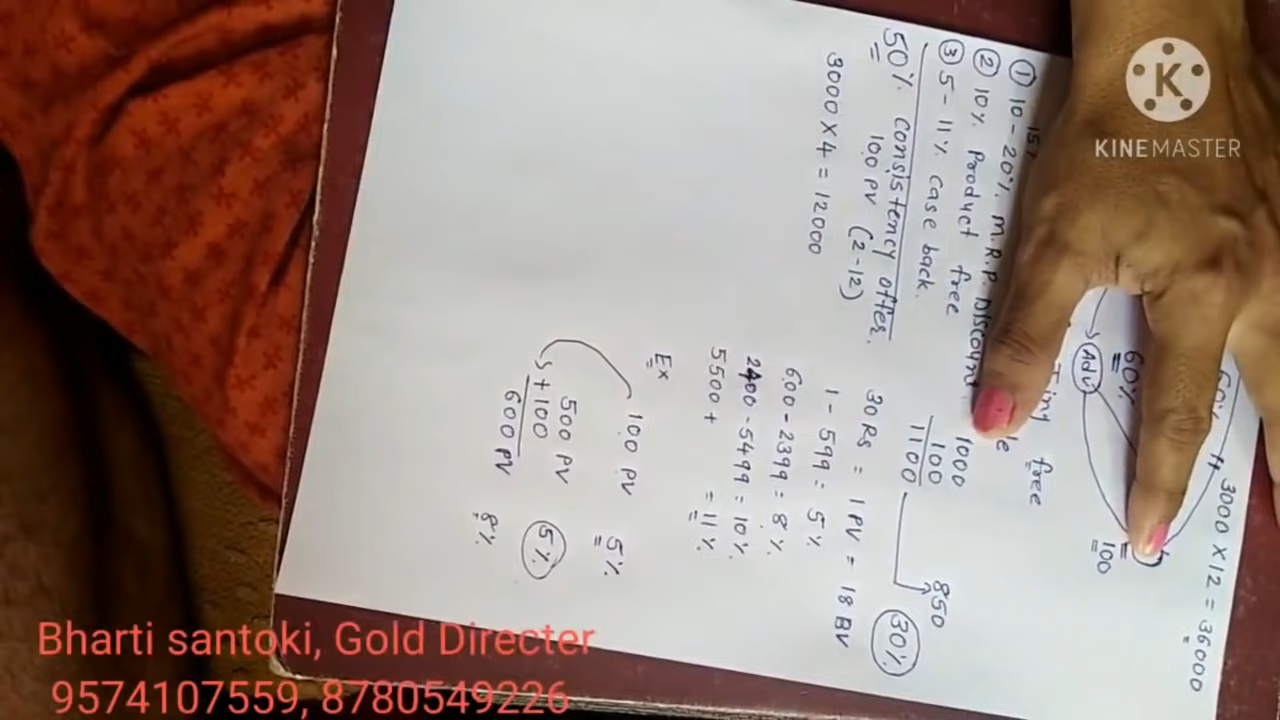 3000 X 12 = 36000
60%
60%
Adv
100
free
15%
① 10 - 20% M.R.P. Discount
② 10% Product free
③ 5 - 11% case back.
1000
100
1100
850
30%
50% consistency offer.
100 PV (2-12)
3000 X 4 = 12000
30 Rs = 1 PV = 18 BV
1 - 599 = 5%
600 - 2399 = 8%
2400 - 5499 = 10%
5500 + = 11%
Ex
100 PV 5%
500 PV 5%
+ 100
600 PV 8%
KINEMASTER
Bharti santoki, Gold Directer
9574107559, 8780549226